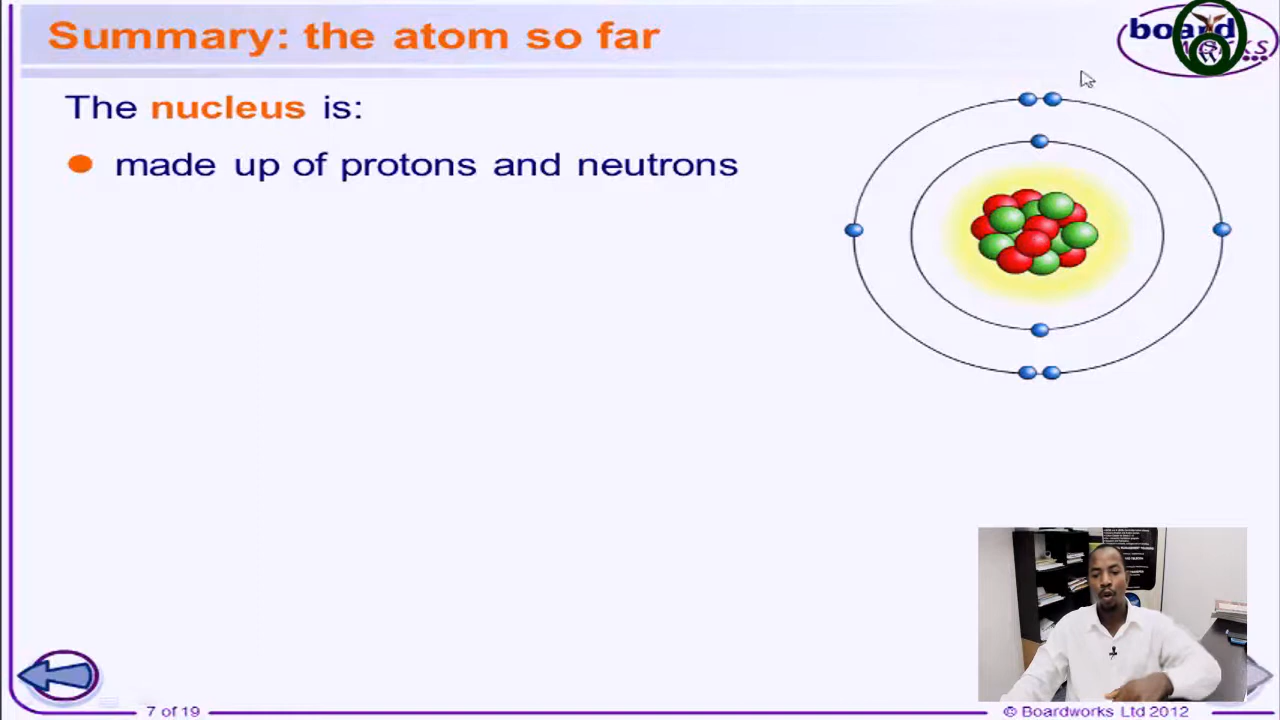 Summary: the atom so far
board
works
The nucleus is:
made up of protons and neutrons
7 of 19
© Boardworks Ltd 2012